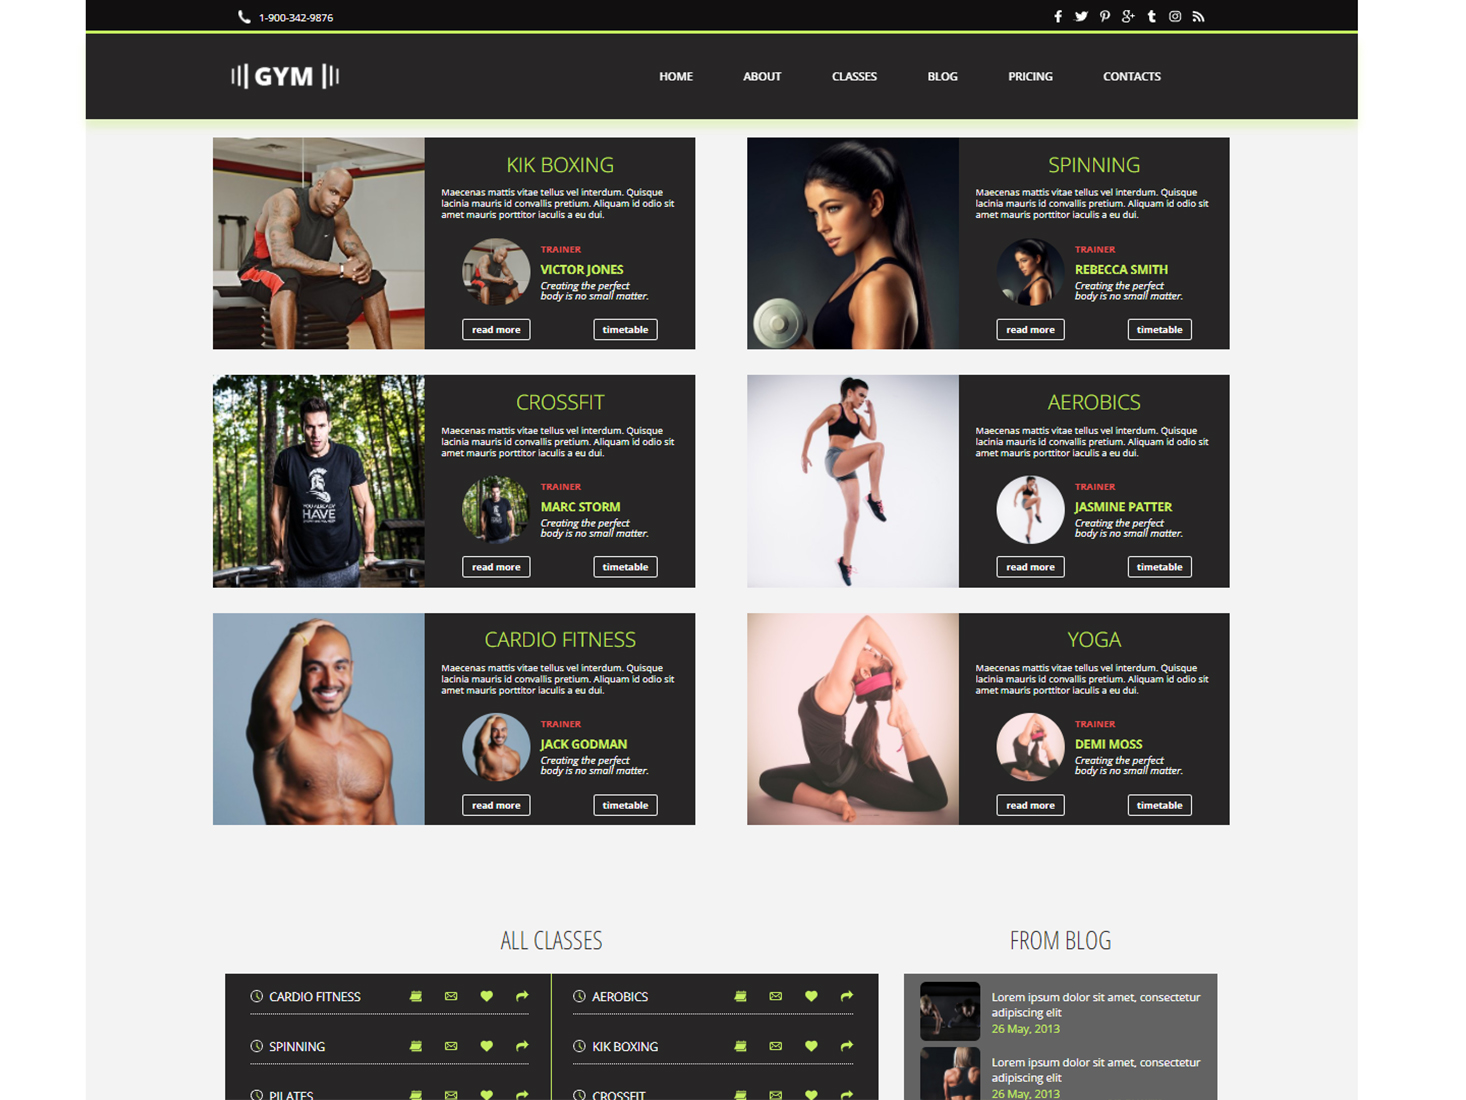 1-900-342-9876
GYM
HOME ABOUT CLASSES BLOG PRICING CONTACTS
KIK BOXING
Maecenas mattis vitae tellus vel interdum. Quisque
lacinia mauris id convallis pretium. Aliquam id odio sit
amet mauris porttitor iaculis a eu dui.
TRAINER
VICTOR JONES
Creating the perfect
body is no small matter.
read more timetable
SPINNING
Maecenas mattis vitae tellus vel interdum. Quisque
lacinia mauris id convallis pretium. Aliquam id odio sit
amet mauris porttitor iaculis a eu dui.
TRAINER
REBECCA SMITH
Creating the perfect
body is no small matter.
read more timetable
YOU ALREADY
HAVE
CROSSFIT
Maecenas mattis vitae tellus vel interdum. Quisque
lacinia mauris id convallis pretium. Aliquam id odio sit
amet mauris porttitor iaculis a eu dui.
TRAINER
MARC STORM
Creating the perfect
body is no small matter.
read more timetable
AEROBICS
Maecenas mattis vitae tellus vel interdum. Quisque
lacinia mauris id convallis pretium. Aliquam id odio sit
amet mauris porttitor iaculis a eu dui.
TRAINER
JASMINE PATTER
Creating the perfect
body is no small matter.
read more timetable
CARDIO FITNESS
Maecenas mattis vitae tellus vel interdum. Quisque
lacinia mauris id convallis pretium. Aliquam id odio sit
amet mauris porttitor iaculis a eu dui.
TRAINER
JACK GODMAN
Creating the perfect
body is no small matter.
read more timetable
YOGA
Maecenas mattis vitae tellus vel interdum. Quisque
lacinia mauris id convallis pretium. Aliquam id odio sit
amet mauris porttitor iaculis a eu dui.
TRAINER
DEMI MOSS
Creating the perfect
body is no small matter.
read more timetable
ALL CLASSES
CARDIO FITNESS
SPINNING
PILATES
AEROBICS
KIK BOXING
CROSSFIT
FROM BLOG
Lorem ipsum dolor sit amet, consectetur
adipiscing elit
26 May, 2013
Lorem ipsum dolor sit amet, consectetur
adipiscing elit
26 May, 2013